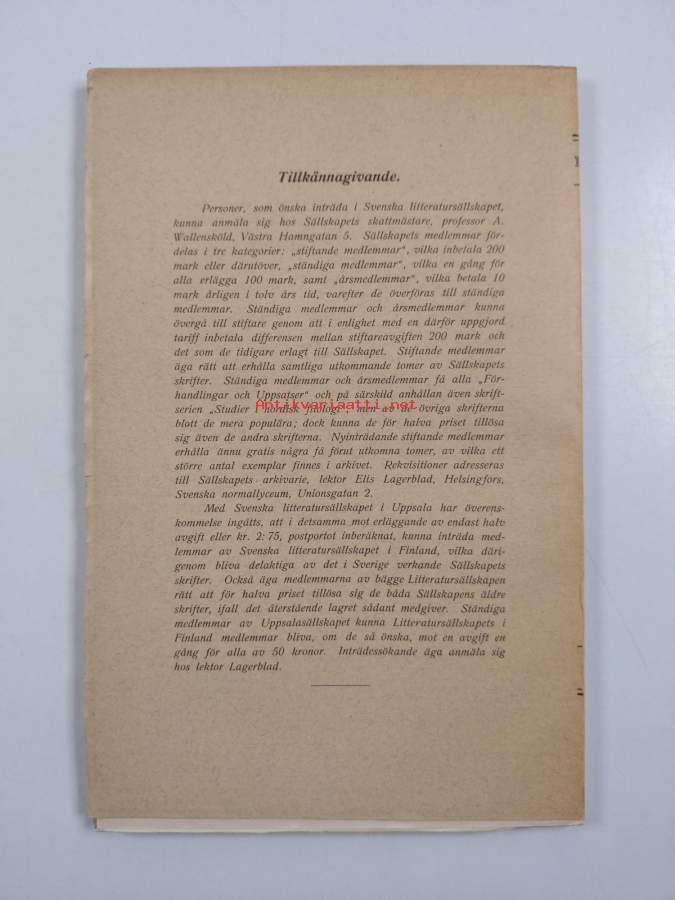 Tillkännagivande.
Personer, som önska inträda i Svenska litteratursällskapet,
kunna anmäla sig hos Sällskapets skattmästare, professor A.
Wallensköld, Västra Hamngatan 5. Sällskapets medlemmar för-
delas i tre kategorier: „stiftande medlemmar“, vilka inbetala 200
mark eller därutöver, „ständiga medlemmar“, vilka en gång för
alla erlägga 100 mark, samt „årsmedlemmar“, vilka betala 10
mark årligen i tolv års tid, varefter de överföras till ständiga
medlemmar. Ständiga medlemmar och årsmedlemmar kunna
övergå till stiftare genom att i enlighet med en därför uppgjord
tariff inbetala differensen mellan stiftareavgiften 200 mark och
det som de tidigare erlagt till Sällskapet. Stiftande medlemmar
äga rätt att erhålla samtliga utkommande tomer av Sällskapets
skrifter. Ständiga medlemmar och årsmedlemmar få alla „För-
handlingar och Uppsatser“ och på särskild anhållan även skrift-
serien „Studier i nordisk filologi“, men av de övriga skrifterna
Antikvariaatti.net
blott de mera populära; dock kunna de för halva priset tillösa
sig även de andra skrifterna. Nyinträdande stiftande medlemmar
erhålla ännu gratis några få förut utkomna tomer, av vilka ett
större antal exemplar finnes i arkivet. Rekvisitioner adresseras
till Sällskapets arkivarie, lektor Elis Lagerblad, Helsingfors,
Svenska normallyceum, Unionsgatan 2.
Med Svenska litteratursällskapet i Uppsala har överens-
kommelse ingåtts, att i detsamma mot erläggande av endast halv
avgift eller kr. 2: 75, postportot inberäknat, kunna inträda med-
lemmar av Svenska litteratursällskapet i Finland, vilka däri-
genom bliva delaktiga av det i Sverige verkande Sällskapets
skrifter. Också äga medlemmarna av bägge Litteratursällskapen
rätt att för halva priset tillösa sig de båda Sällskapens äldre
skrifter, ifall det återstående lagret sådant medgiver. Ständiga
medlemmar av Uppsalasällskapet kunna Litteratursällskapets i
Finland medlemmar bliva, om de så önska, mot en avgift en
gång för alla av 50 kronor. Inträdessökande äga anmäla sig
hos lektor Lagerblad.